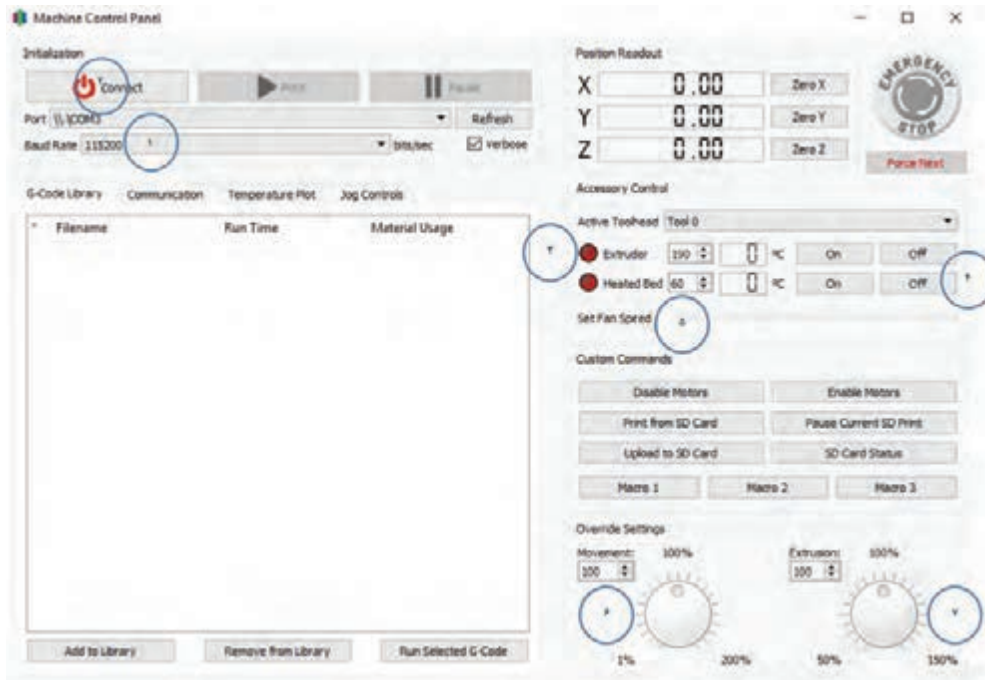 Machine Control Panel
Initialization
Connect Print Pause
Port \\.\COM3 Refresh
Baud Rate 115200 bits/sec verbose
G-Code Library Communication Temperature Plot Jog Controls
Filename Run Time Material Usage
Add to Library Remove from Library Run Selected G-Code
Position Readout
X 0.00 Zero X
Y 0.00 Zero Y
Z 0.00 Zero Z
EMERGENCY STOP
Force Next
Accessory Control
Active Toolhead Tool 0
Extruder 190 0 °C On Off
Heated Bed 60 0 °C On Off
Set Fan Speed
Custom Commands
Disable Motors Enable Motors
Print from SD Card Pause Current SD Print
Upload to SD Card SD Card Status
Macro 1 Macro 2 Macro 3
Override Settings
Movement: 100% Extrusion: 100%
100 100
1% 200% 50% 150%